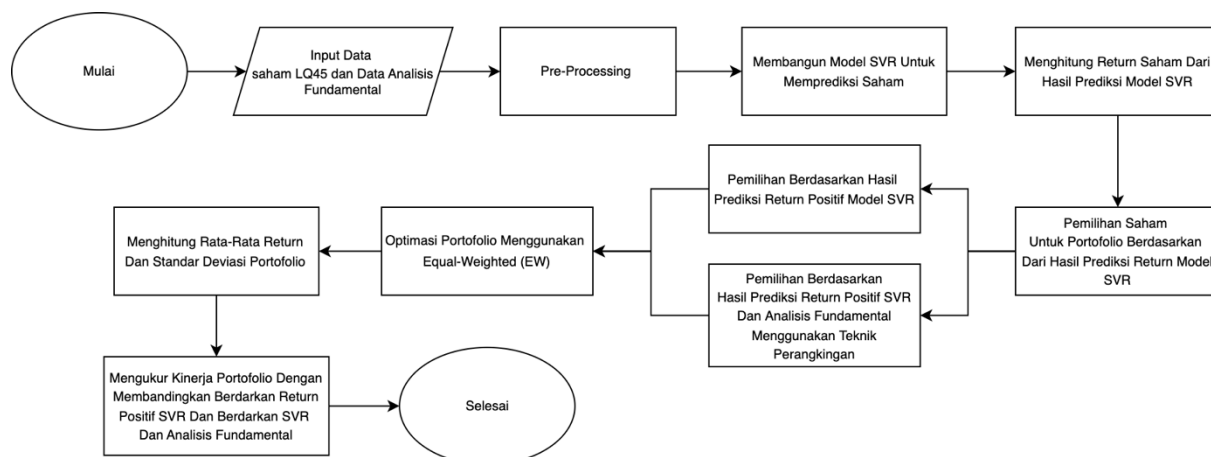 Mulai
Input Data
saham LQ45 dan Data Analisis
Fundamental
Pre-Processing
Membangun Model SVR Untuk
Memprediksi Saham
Menghitung Return Saham Dari
Hasil Prediksi Model SVR
Pemilihan Saham
Untuk Portofolio Berdasarkan
Dari Hasil Prediksi Return Model
SVR
Pemilihan Berdasarkan Hasil
Prediksi Return Positif Model SVR
Pemilihan Berdasarkan
Hasil Prediksi Return Positif SVR
Dan Analisis Fundamental
Menggunakan Teknik
Perangkingan
Optimasi Portofolio Menggunakan
Equal-Weighted (EW)
Menghitung Rata-Rata Return
Dan Standar Deviasi Portofolio
Mengukur Kinerja Portofolio Dengan
Membandingkan Berdarkan Return
Positif SVR Dan Berdarkan SVR
Dan Analisis Fundamental
Selesai